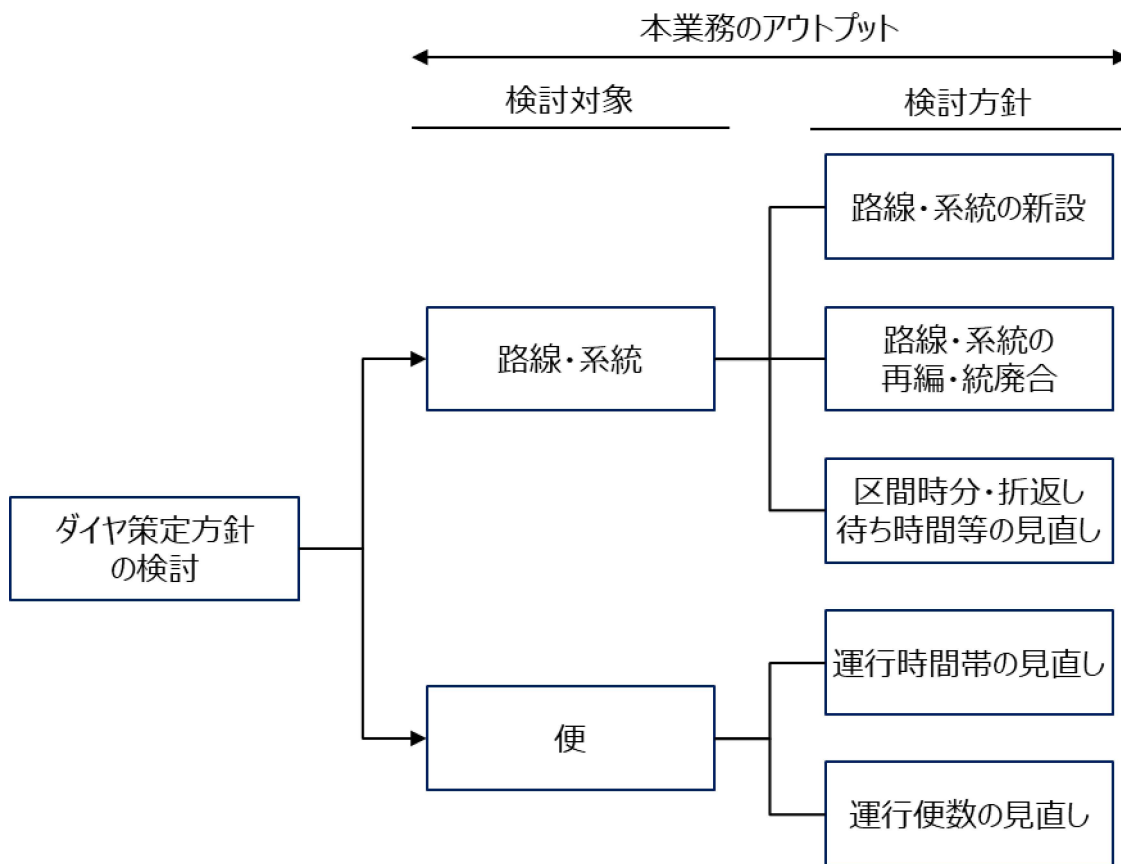 本業務のアウトプット
検討対象
検討方針
路線・系統の新設
路線・系統
路線・系統の
再編・統廃合
区間時分・折返し
待ち時間等の見直し
ダイヤ策定方針
の検討
運行時間帯の見直し
便
運行便数の見直し